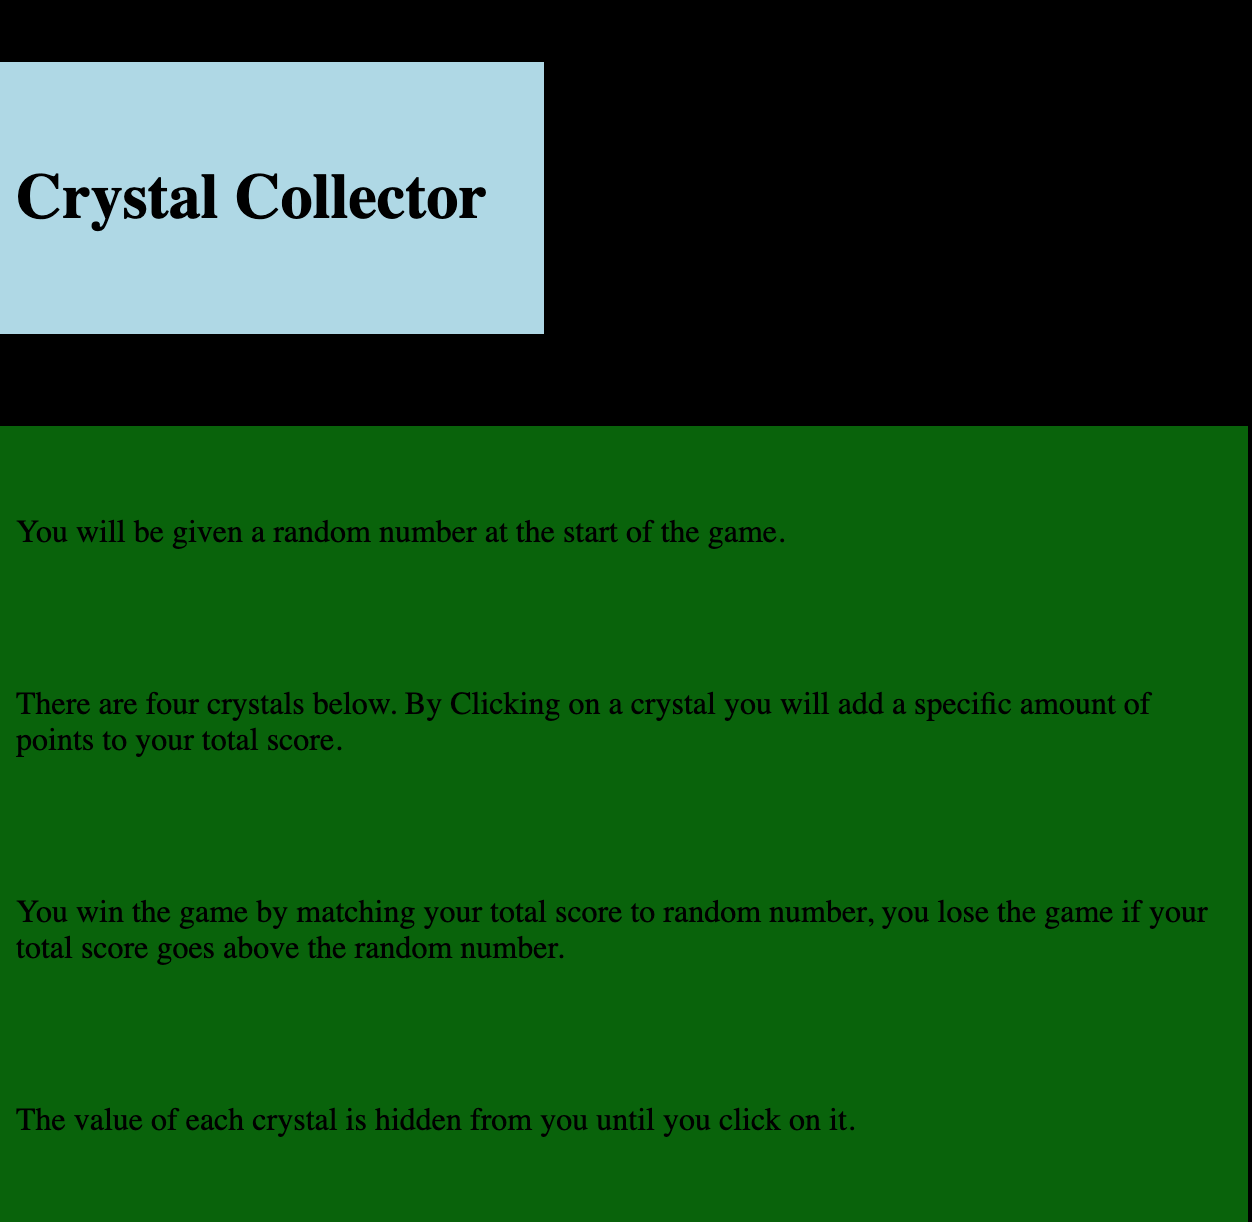 Crystal Collector
You will be given a random number at the start of the game.
There are four crystals below. By Clicking on a crystal you will add a specific amount of
points to your total score.
You win the game by matching your total score to random number, you lose the game if your
total score goes above the random number.
The value of each crystal is hidden from you until you click on it.